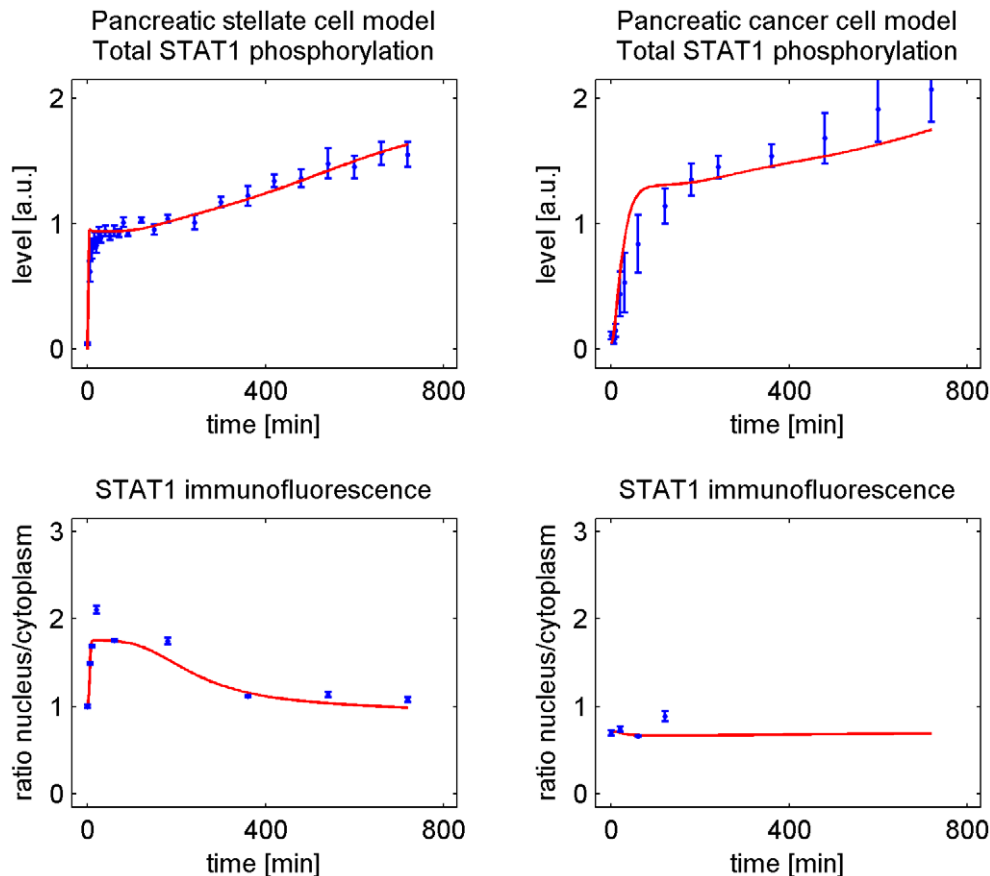 Pancreatic stellate cell model
Total STAT1 phosphorylation
2
1
0
level [a.u.]
0
400
800
time [min]
Pancreatic cancer cell model
Total STAT1 phosphorylation
2
1
0
level [a.u.]
0
400
800
time [min]
STAT1 immunofluorescence
3
2
1
0
ratio nucleus/cytoplasm
0
400
800
time [min]
STAT1 immunofluorescence
3
2
1
0
ratio nucleus/cytoplasm
0
400
800
time [min]